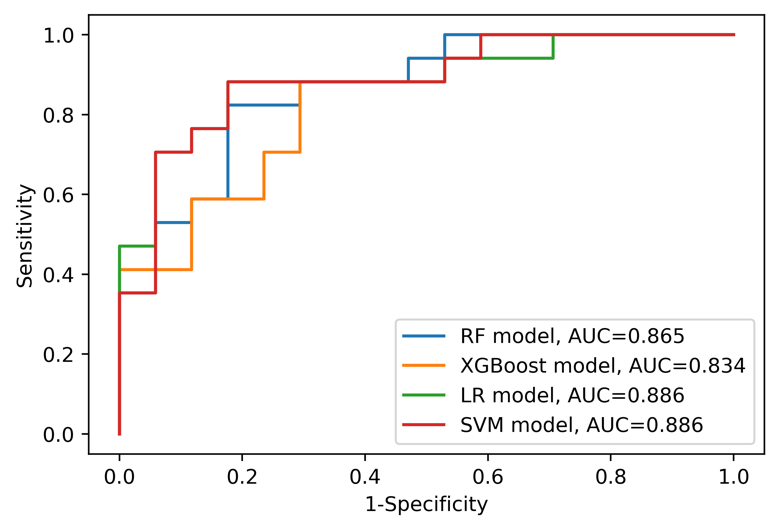 1.0
0.8
0.6
0.4
0.2
0.0
Sensitivity
RF model, AUC=0.865
XGBoost model, AUC=0.834
LR model, AUC=0.886
SVM model, AUC=0.886
0.0 0.2 0.4 0.6 0.8 1.0
1-Specificity